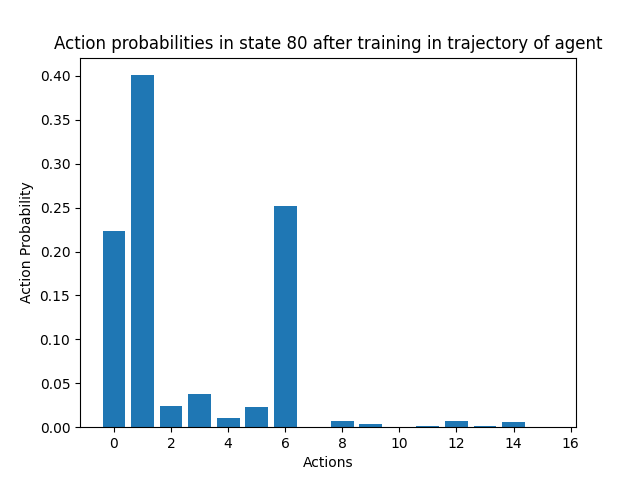 Action probabilities in state 80 after training in trajectory of agent
0.40
0.35
0.30
0.25
0.20
0.15
0.10
0.05
0.00
Action Probability
0 2 4 6 8 10 12 14 16
Actions